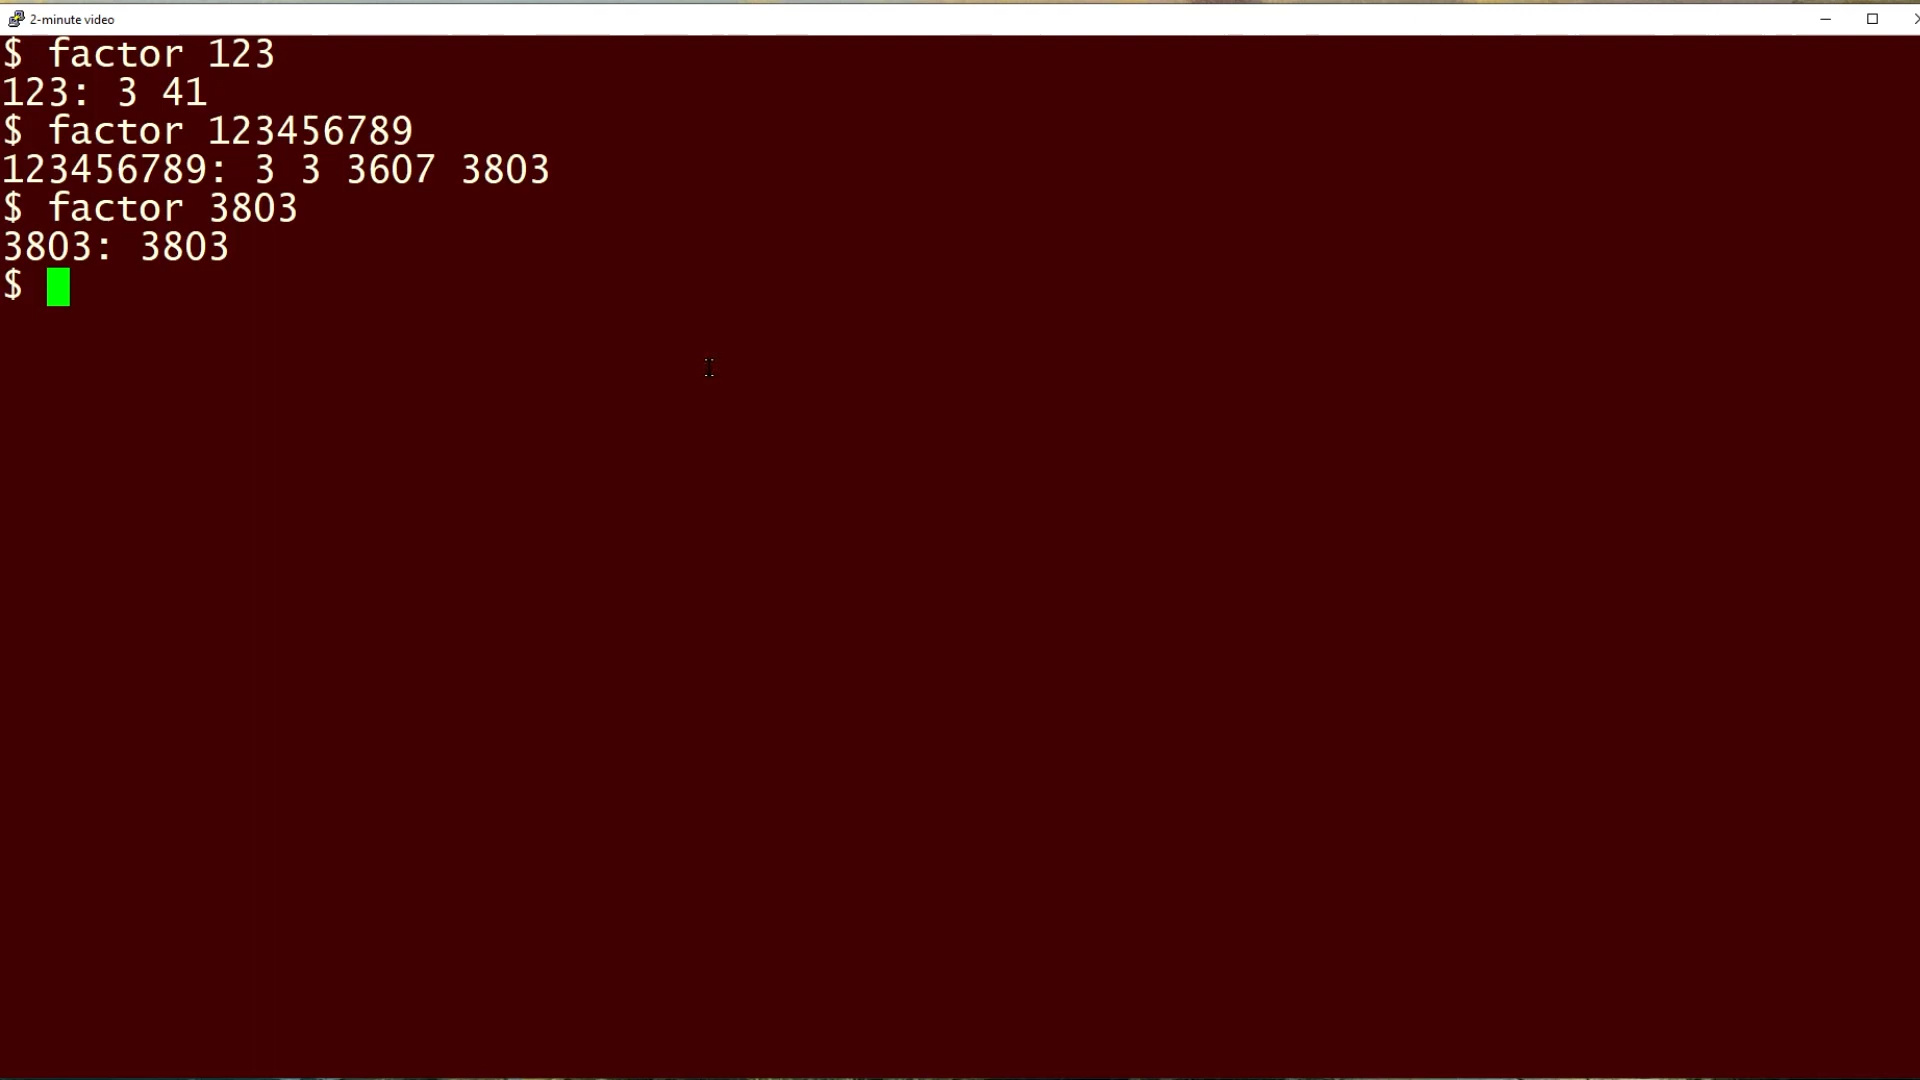 2-minute video
$ factor 123
123: 3 41
$ factor 123456789
123456789: 3 3 3607 3803
$ factor 3803
3803: 3803
$